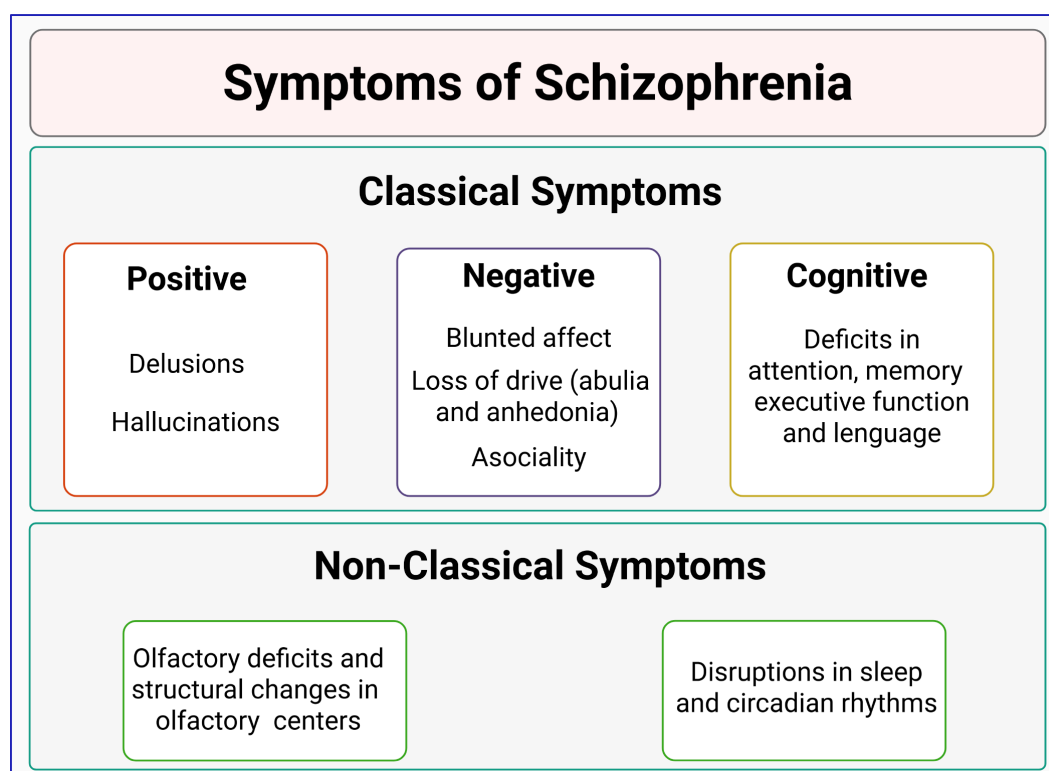 Symptoms of Schizophrenia
Classical Symptoms
Positive
Delusions
Hallucinations
Negative
Blunted affect
Loss of drive (abulia
and anhedonia)
Asociality
Cognitive
Deficits in
attention, memory
executive function
and lenguage
Non-Classical Symptoms
Olfactory deficits and
structural changes in
olfactory centers
Disruptions in sleep
and circadian rhythms